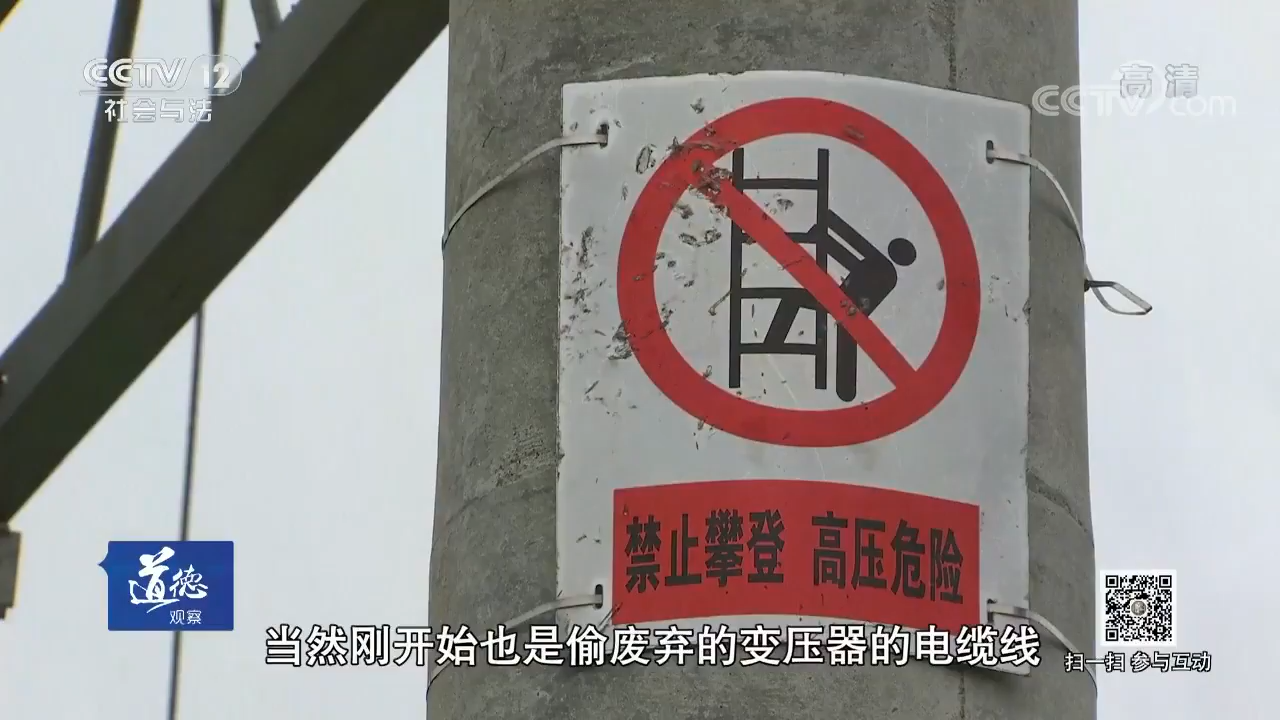 CCTV 12
社会与法
高清
CCTV.com
禁止攀登 高压危险
道德
观察
当然刚开始也是偷废弃的变压器的电缆线
扫一扫 参与互动